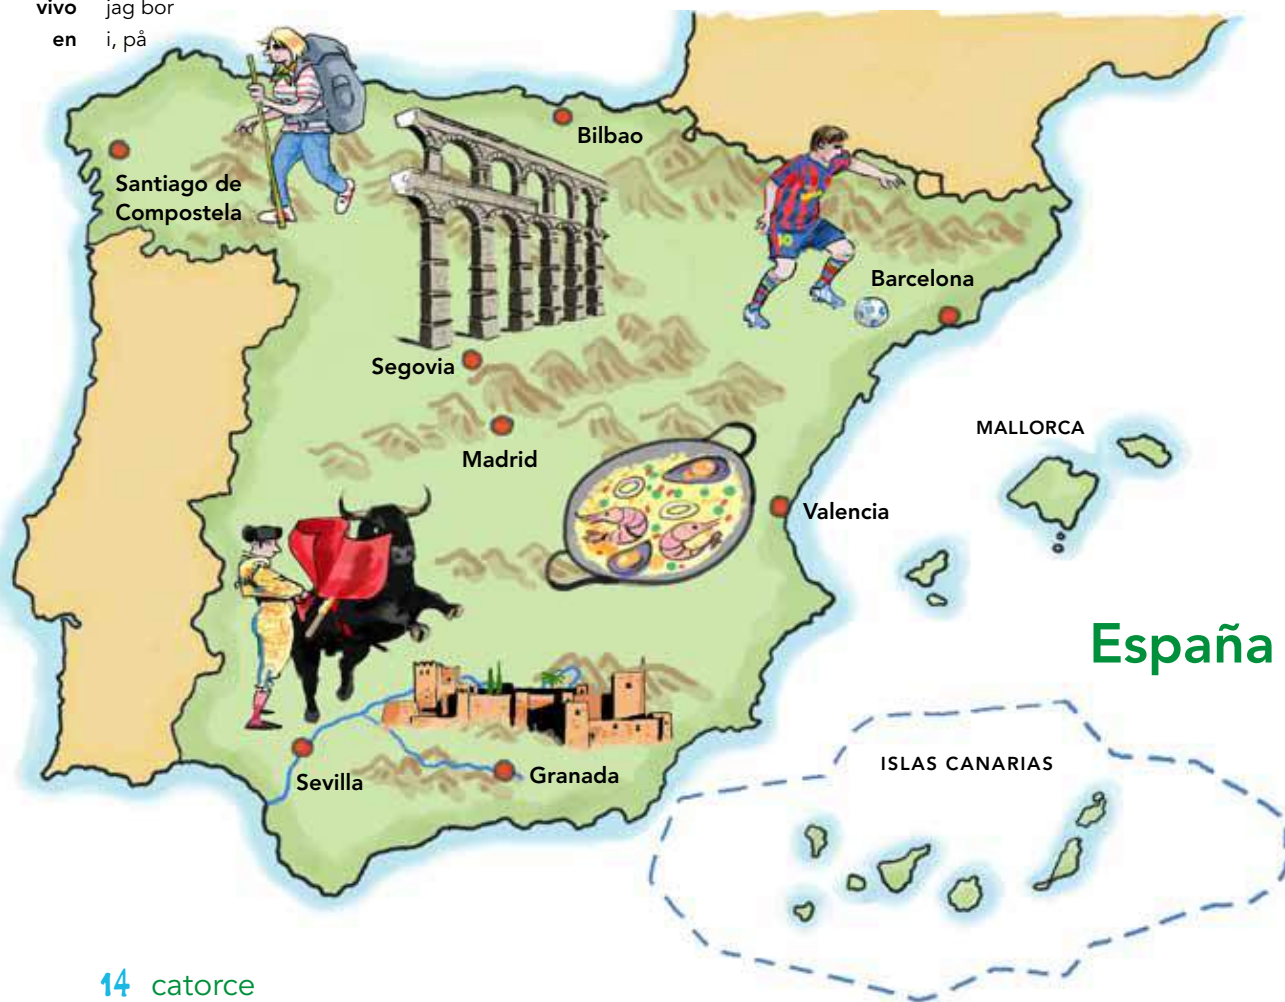 vivo jag bor
en i, på
Bilbao
Santiago de
Compostela
10
Barcelona
Segovia
MALLORCA
Madrid
Valencia
España
ISLAS CANARIAS
Sevilla
Granada
14 catorce